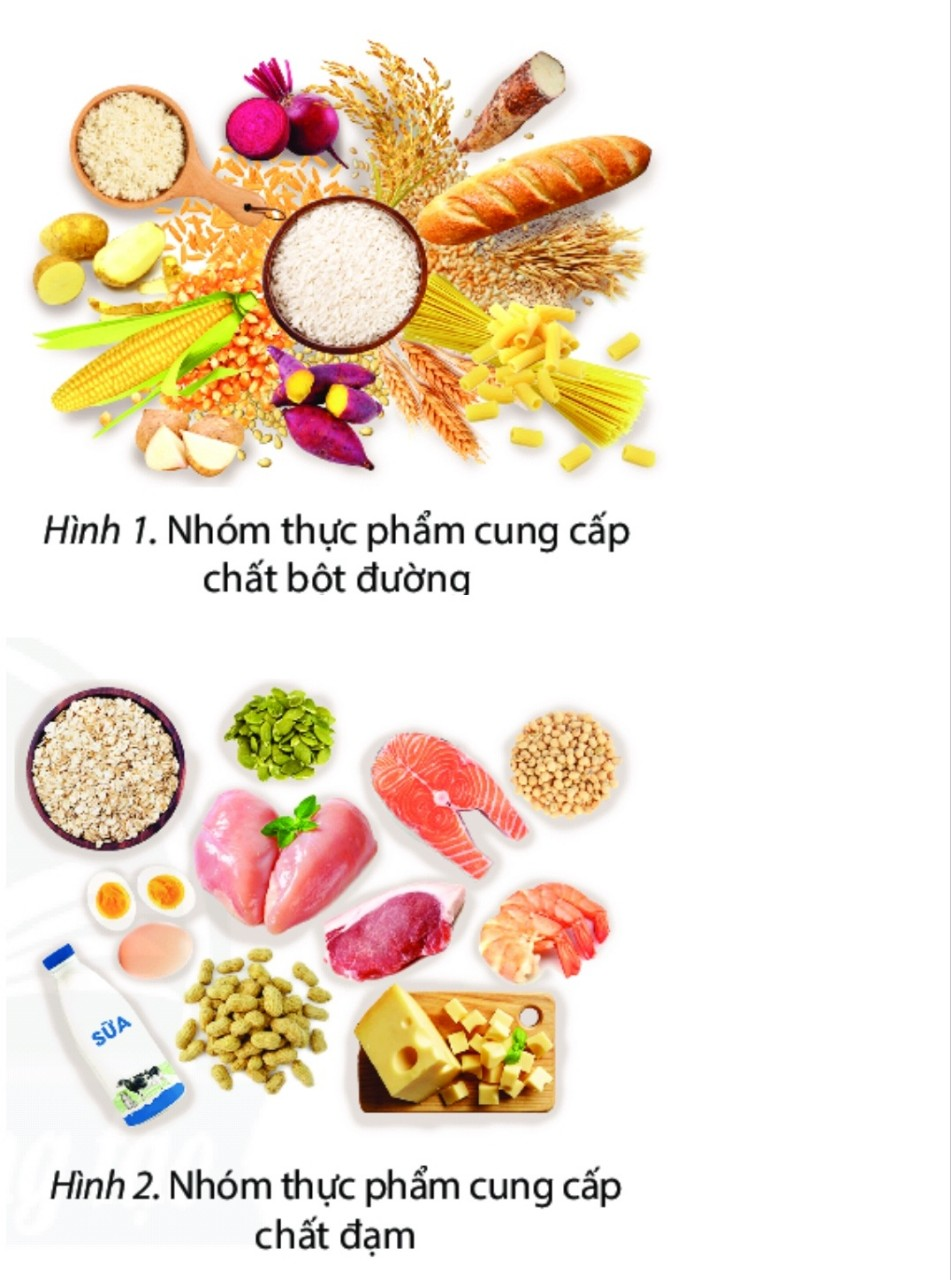 Hình 1. Nhóm thực phẩm cung cấp
chất bột đường
SỮA
Hình 2. Nhóm thực phẩm cung cấp
chất đạm